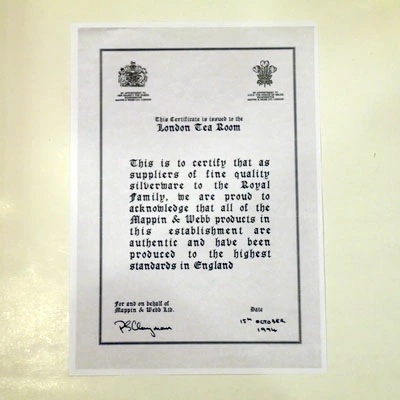 This Certificate is issued to the
London Tea Room
This is to certify that as
suppliers of fine quality
silverware to the Royal
Family, we are proud to
acknowledge that all of the
Mappin & Webb products in
this establishment are
authentic and have been
produced to the highest
standards in England
For and on behalf of
Mappin & Webb Ltd.
Date
15TH OCTOBER
1994